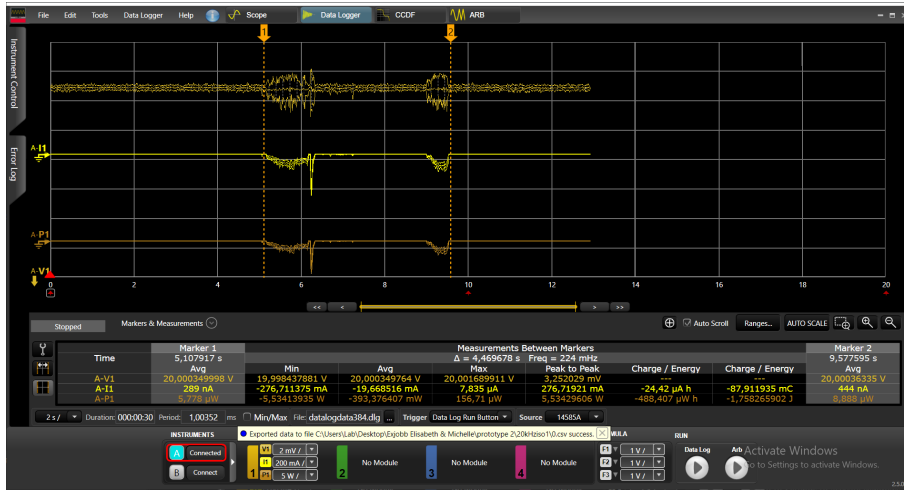 File Edit Tools Data Logger Help Scope Data Logger CCDF ARB
Instrument Control
Error Log
1 2
A-I1
A-P1
A-V1
0 2 4 6 8 10 12 14 16 18 20
<< < > >>
Stopped Markers & Measurements Auto Scroll Ranges... AUTO SCALE
Marker 1 Measurements Between Markers Marker 2
Time 5,107917 s Δ = 4,469678 s Freq = 224 mHz 9,577595 s
Avg Min Avg Max Peak to Peak Charge / Energy Charge / Energy Avg
A-V1 20,000349998 V 19,998437881 V 20,000349764 V 20,001689911 V 3,252029 mV --- --- 20,00036335 V
A-I1 289 nA -276,711375 mA -19,668516 mA 7,835 µA 276,71921 mA -24,42 µA h -87,911935 mC 444 nA
A-P1 5,778 µW -5,53413935 W -393,376407 mW 156,71 µW 5,53429606 W -488,407 µW h -1,758265902 J 8,888 µW
2 s / Duration: 000:00:30 Period: 1,00352 ms Min/Max File: datalogdata384.dlg ... Trigger Data Log Run Button Source 14585A
INSTRUMENTS Exported data to file C:\Users\Lab\Desktop\Exjobb Elisabeth & Michelle\prototype 2\20kHziso1\0.csv success. MULA RUN
A Connected
B Connect
1 V1 2 mV /
I1 200 mA /
P1 5 W /
2 No Module
3 No Module
4 No Module
F1 1 V /
F2 1 V /
F3 1 V /
Data Log Arb
Activate Windows
o to Settings to activate Windows.
2.5.0